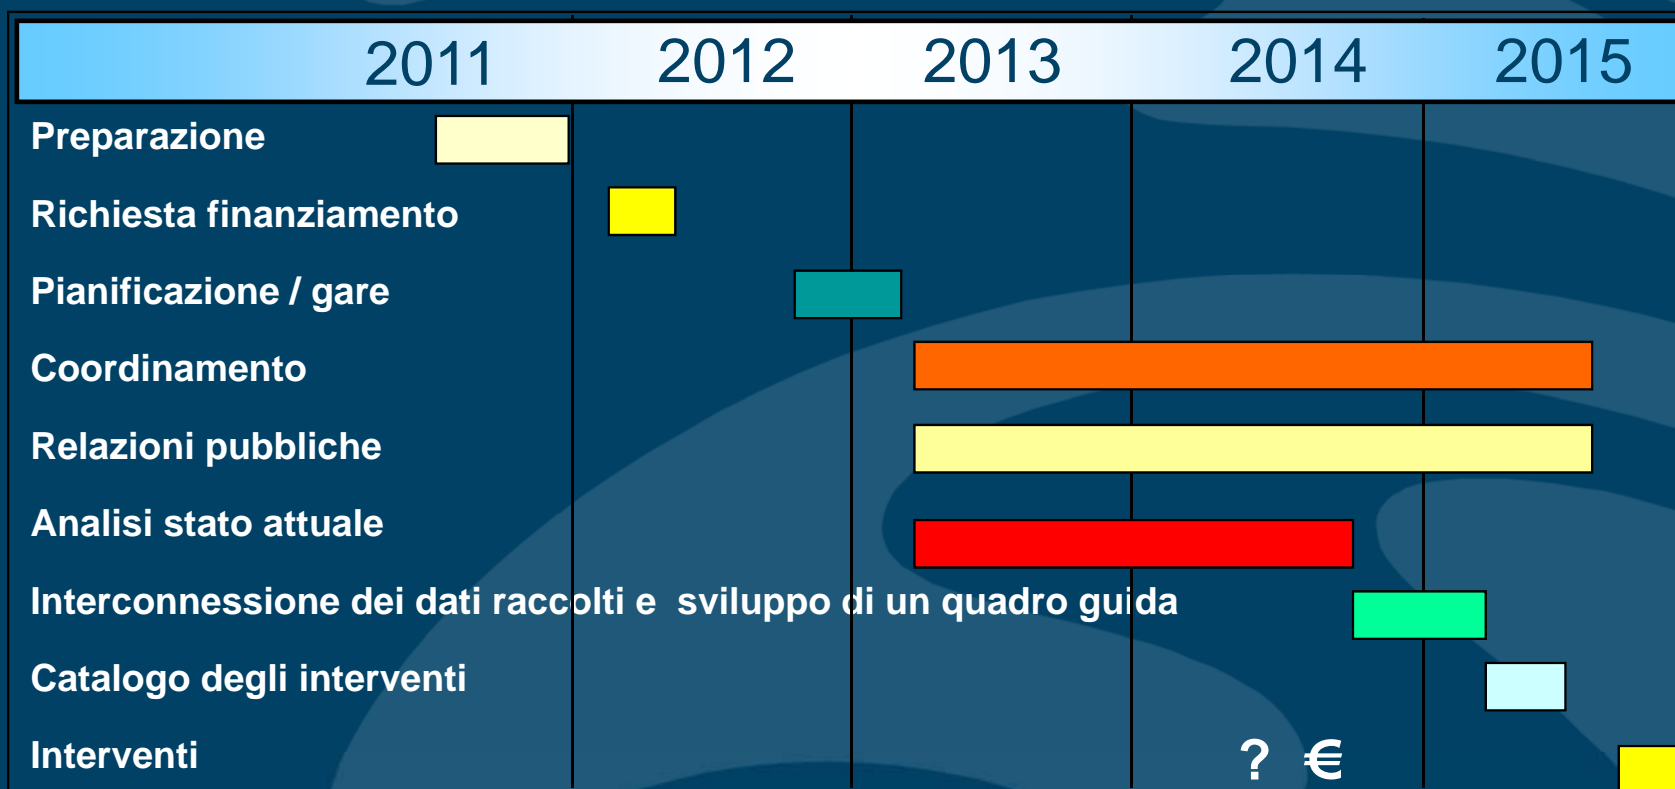 2011 2012 2013 2014 2015
Preparazione
Richiesta finanziamento
Pianificazione / gare
Coordinamento
Relazioni pubbliche
Analisi stato attuale
Interconnessione dei dati raccolti e sviluppo di un quadro guida
Catalogo degli interventi
Interventi ? €